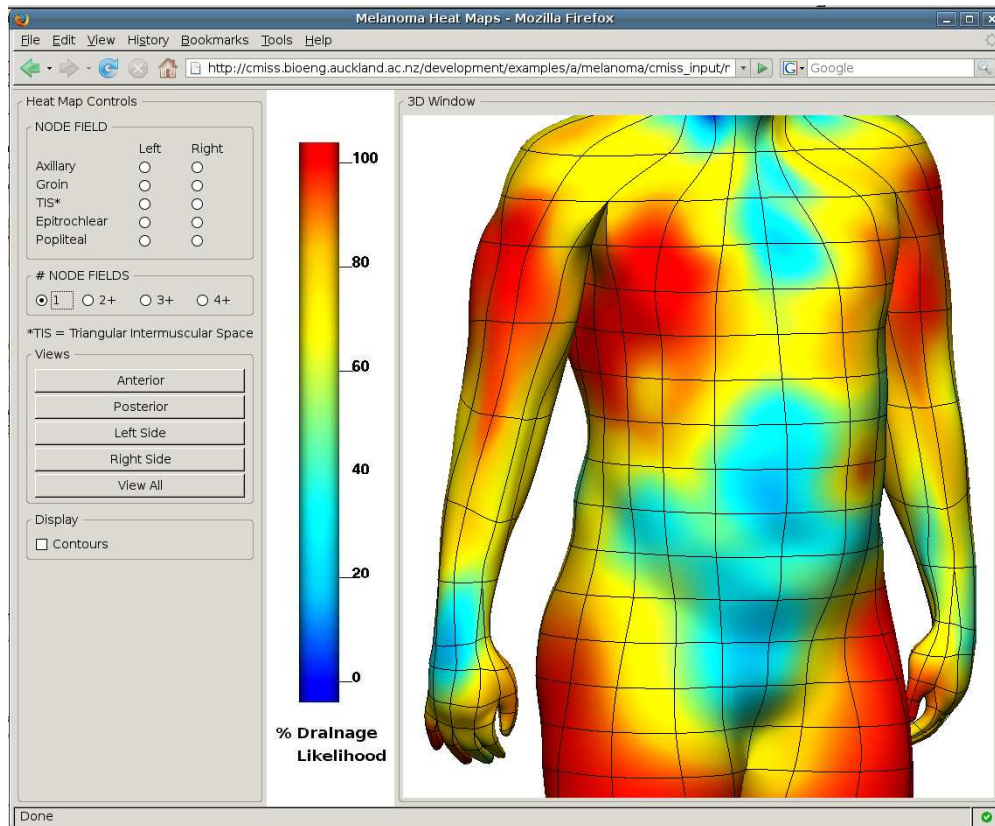 Melanoma Heat Maps - Mozilla Firefox
File Edit View History Bookmarks Tools Help
http://cmiss.bioeng.auckland.ac.nz/development/examples/a/melanoma/cmiss_input/r
G Google
Heat Map Controls
NODE FIELD
Left Right
Axillary
Groin
TIS*
Epitrochlear
Popliteal
# NODE FIELDS
1 2+ 3+ 4+
*TIS = Triangular Intermuscular Space
Views
Anterior
Posterior
Left Side
Right Side
View All
Display
Contours
100
80
60
40
20
0
% Drainage
Likelihood
3D Window
Done